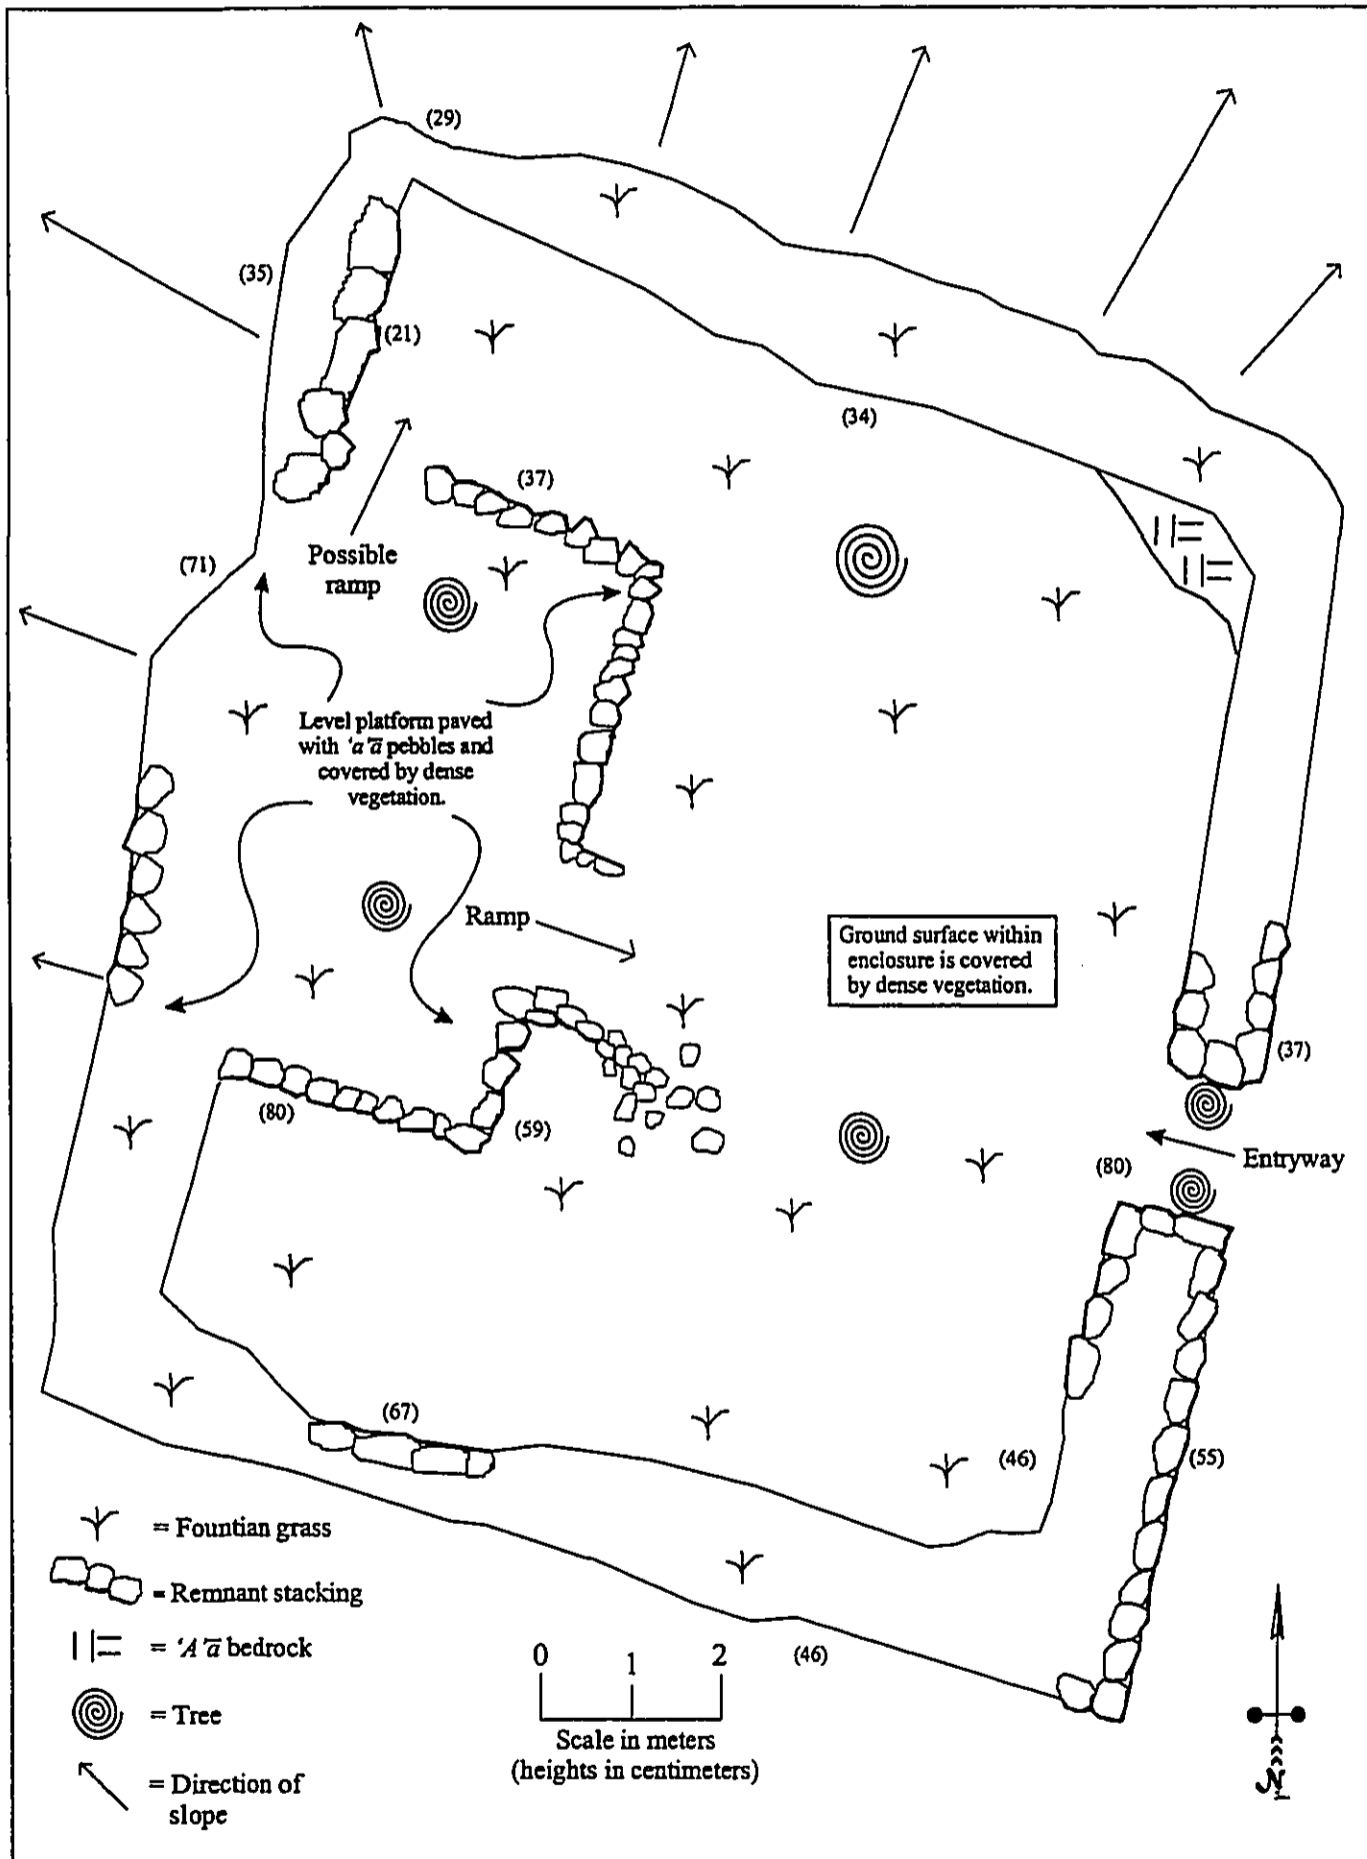 (29)
(35)
(21)
(34)
(37)
Possible
ramp
(71)
Level platform paved
with ʻaʻā pebbles and
covered by dense
vegetation.
Ramp
Ground surface within
enclosure is covered
by dense vegetation.
(37)
(80)
(59)
(80)
Entryway
(67)
(46)
(55)
= Fountian grass
= Remnant stacking
= ʻAʻā bedrock
= Tree
= Direction of
slope
0 1 2
Scale in meters
(heights in centimeters)
(46)
N